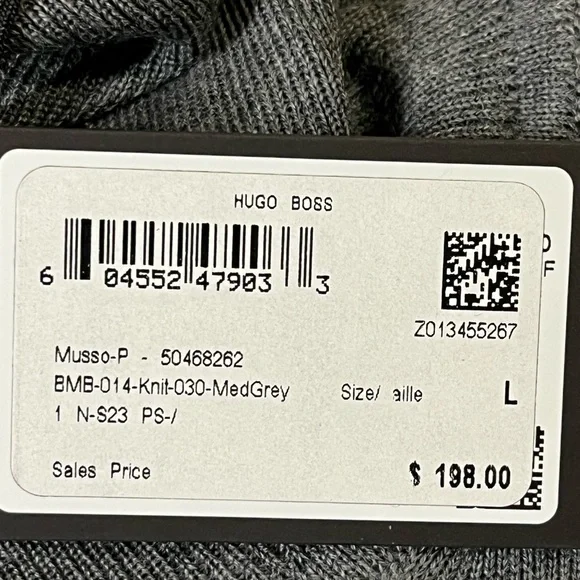 HUGO BOSS
6 04552 47903 3
Z013455267
Musso-P - 50468262
BMB-014-Knit-030-MedGrey
Size/ aille L
1 N-S23 PS-/
Sales Price $ 198.00